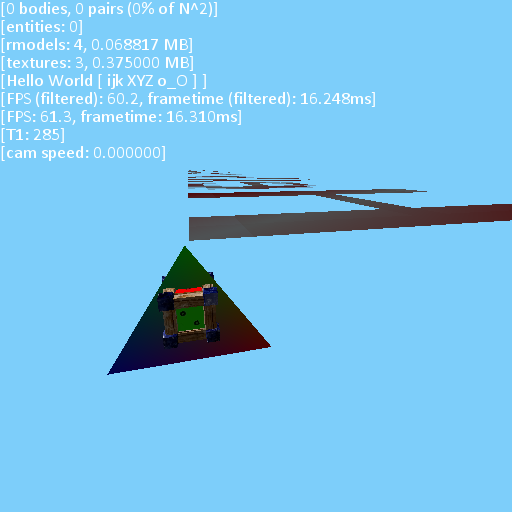 [0 bodies, 0 pairs (0% of N^2)]
[entities: 0]
[rmodels: 4, 0.068817 MB]
[textures: 3, 0.375000 MB]
[Hello World [ ijk XYZ o_O ] ]
[FPS (filtered): 60.2, frametime (filtered): 16.248ms]
[FPS: 61.3, frametime: 16.310ms]
[T1: 285]
[cam speed: 0.000000]